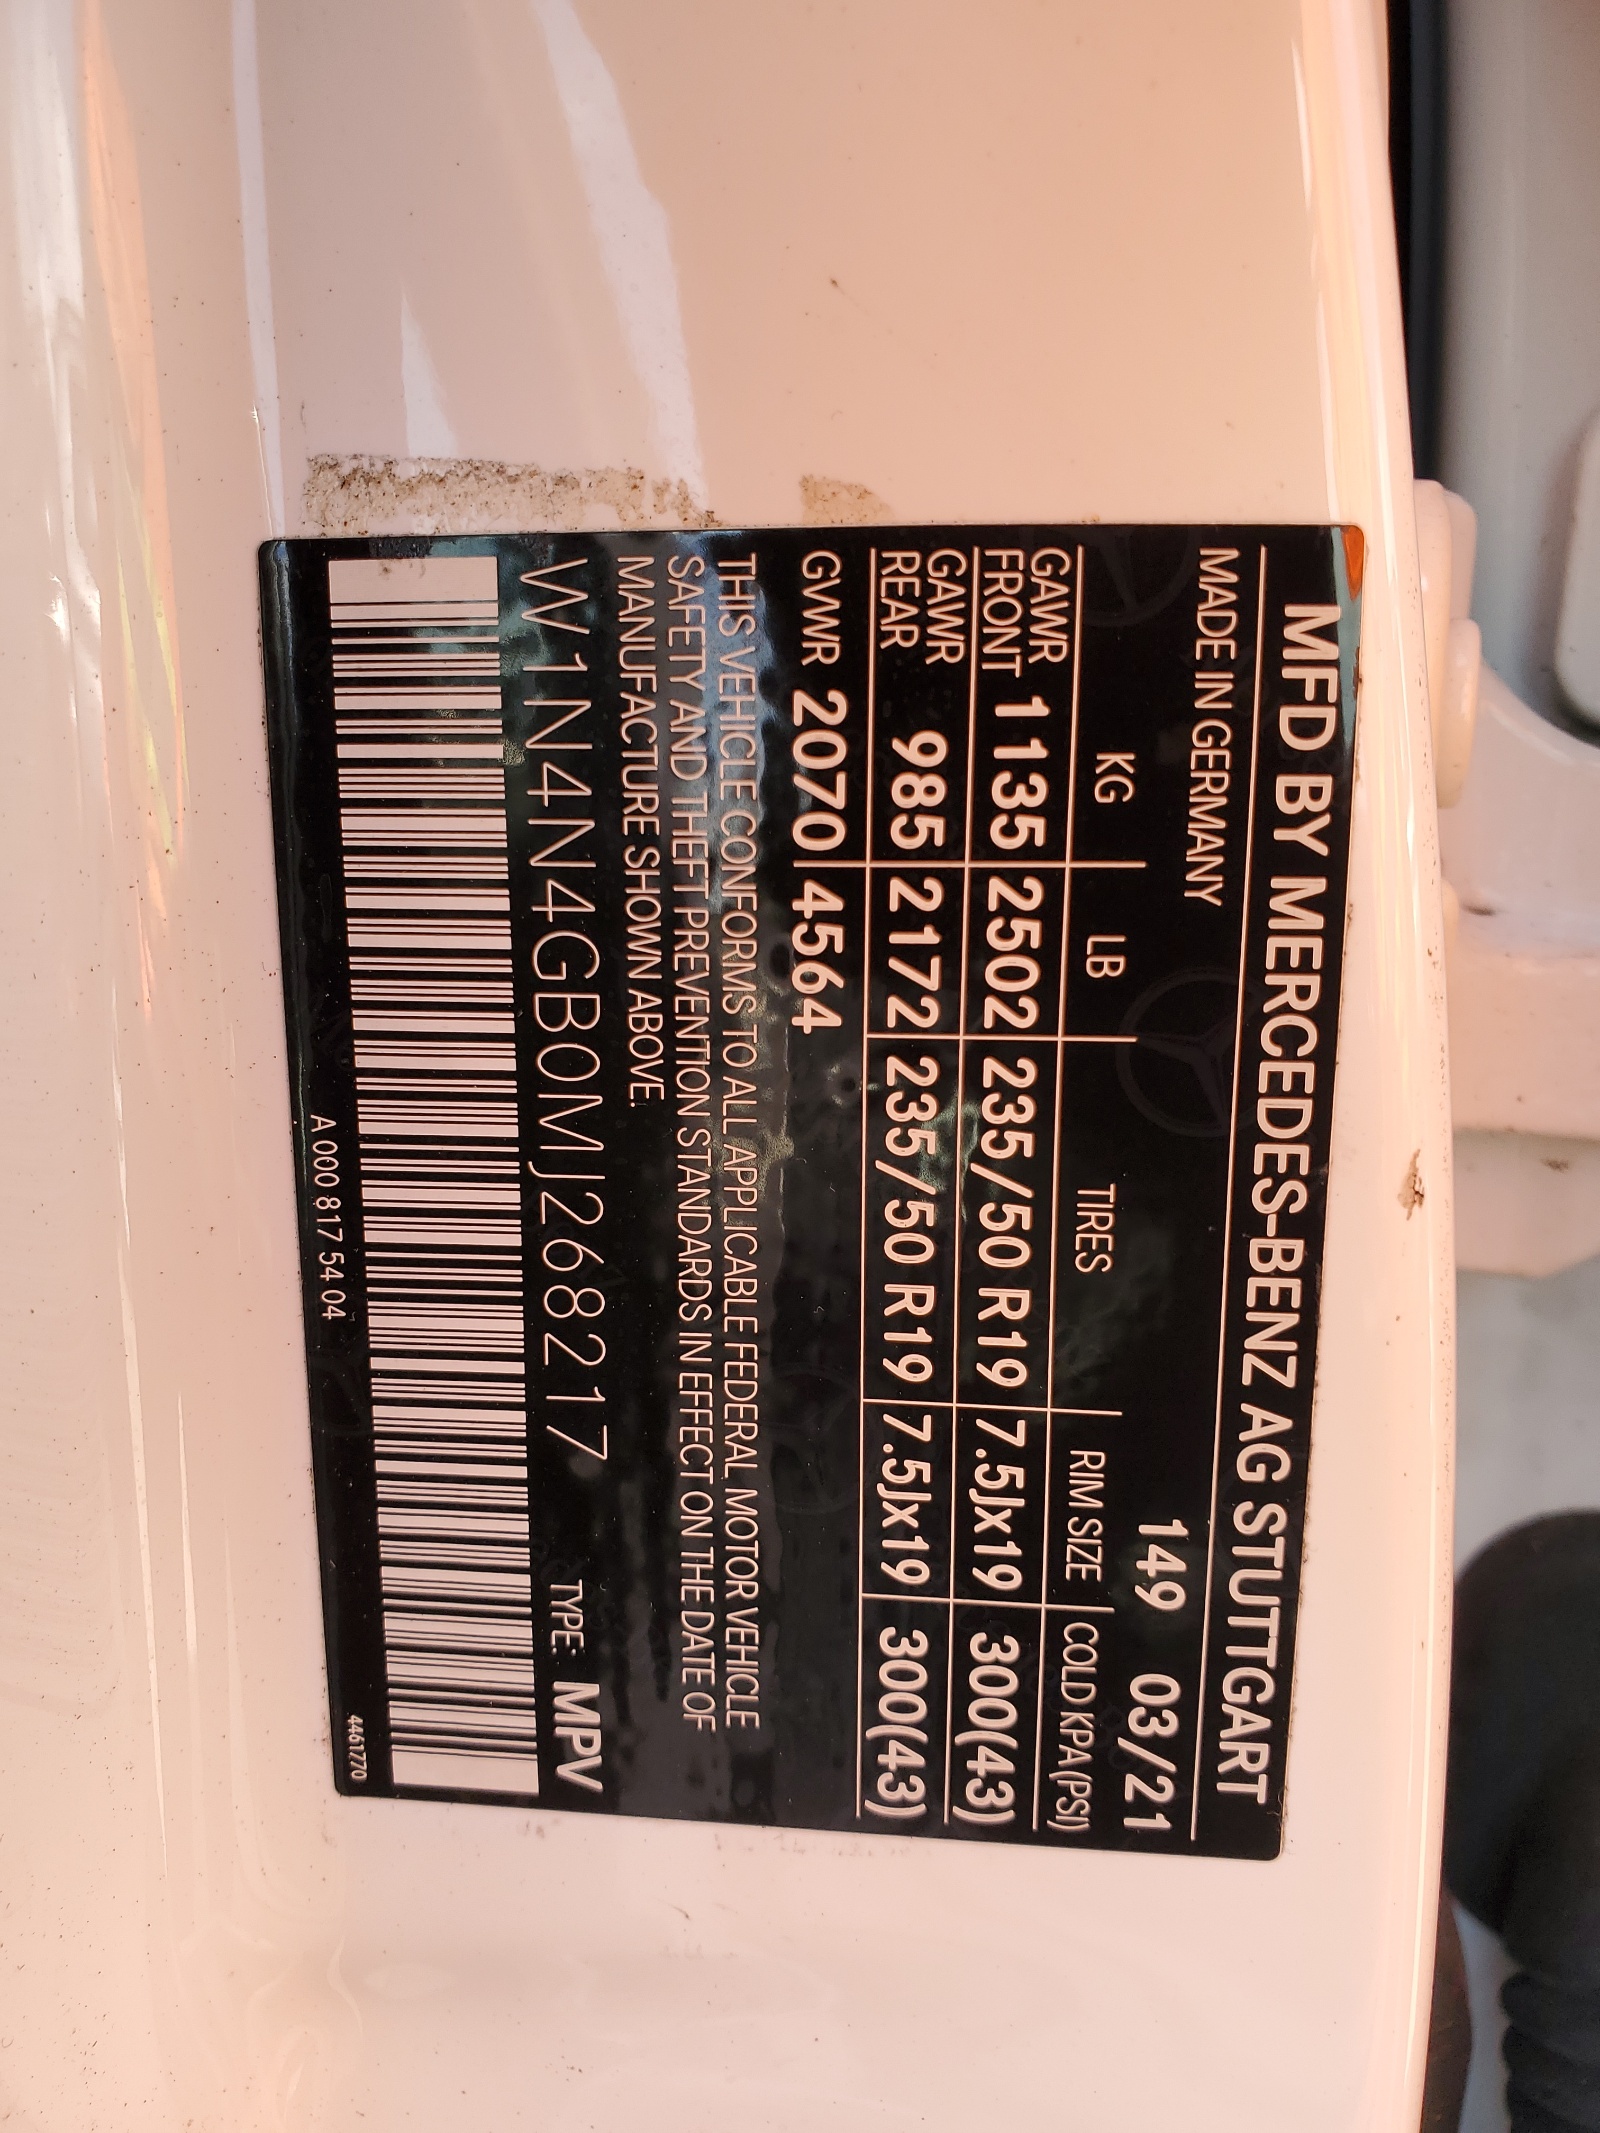 MFD BY MERCEDES-BENZ AG STUTTGART
MADE IN GERMANY 149 03/21
KG LB TIRES RIM SIZE COLD KPA(PSI)
GAWR FRONT 1135 2502 235/50 R19 7.5Jx19 300(43)
GAWR REAR 985 2172 235/50 R19 7.5Jx19 300(43)
GWWR 2070 4564
THIS VEHICLE CONFORMS TO ALL APPLICABLE FEDERAL MOTOR VEHICLE
SAFETY AND THEFT PREVENTION STANDARDS IN EFFECT ON THE DATE OF
MANUFACTURE SHOWN ABOVE.
W1N4N4GB0MJ268217 TYPE: MPV
A 000 817 54 04 4461770